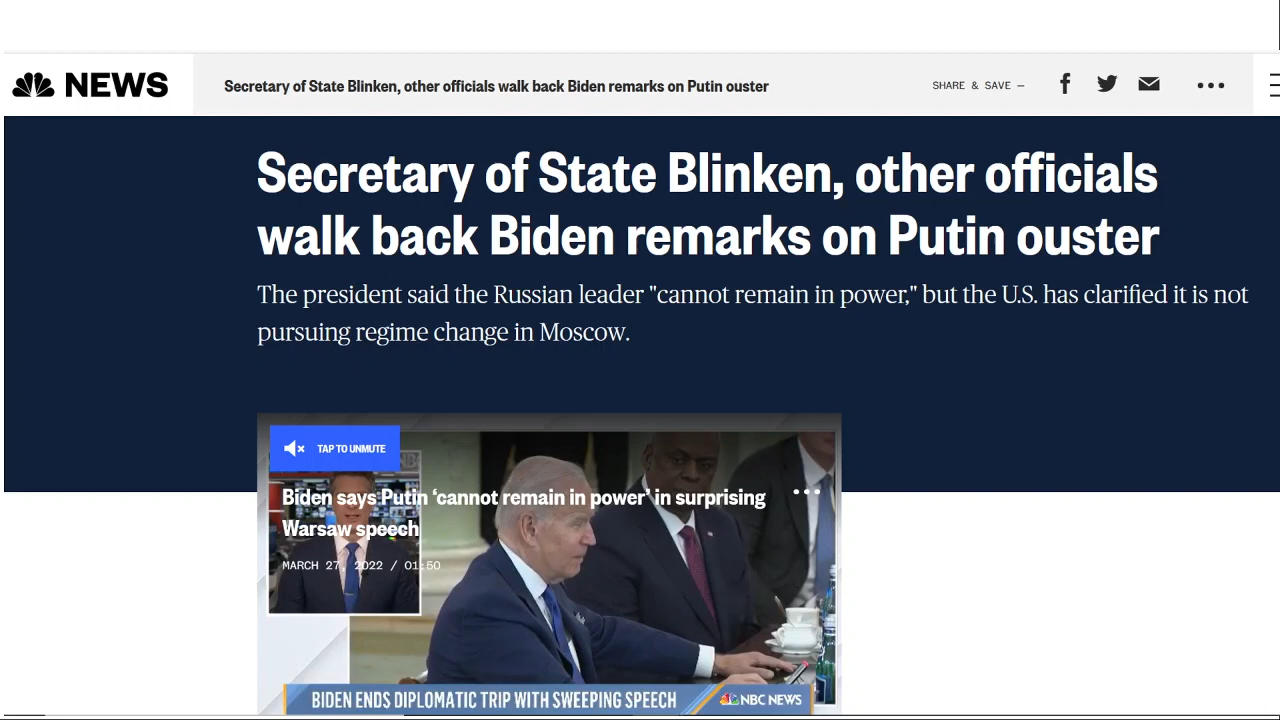 NEWS
Secretary of State Blinken, other officials walk back Biden remarks on Putin ouster
SHARE & SAVE —
Secretary of State Blinken, other officials
walk back Biden remarks on Putin ouster
The president said the Russian leader "cannot remain in power," but the U.S. has clarified it is not
pursuing regime change in Moscow.
TAP TO UNMUTE
Biden says Putin ‘cannot remain in power’ in surprising
Warsaw speech
MARCH 27, 2022 / 01:50
BIDEN ENDS DIPLOMATIC TRIP WITH SWEEPING SPEECH
NBC NEWS